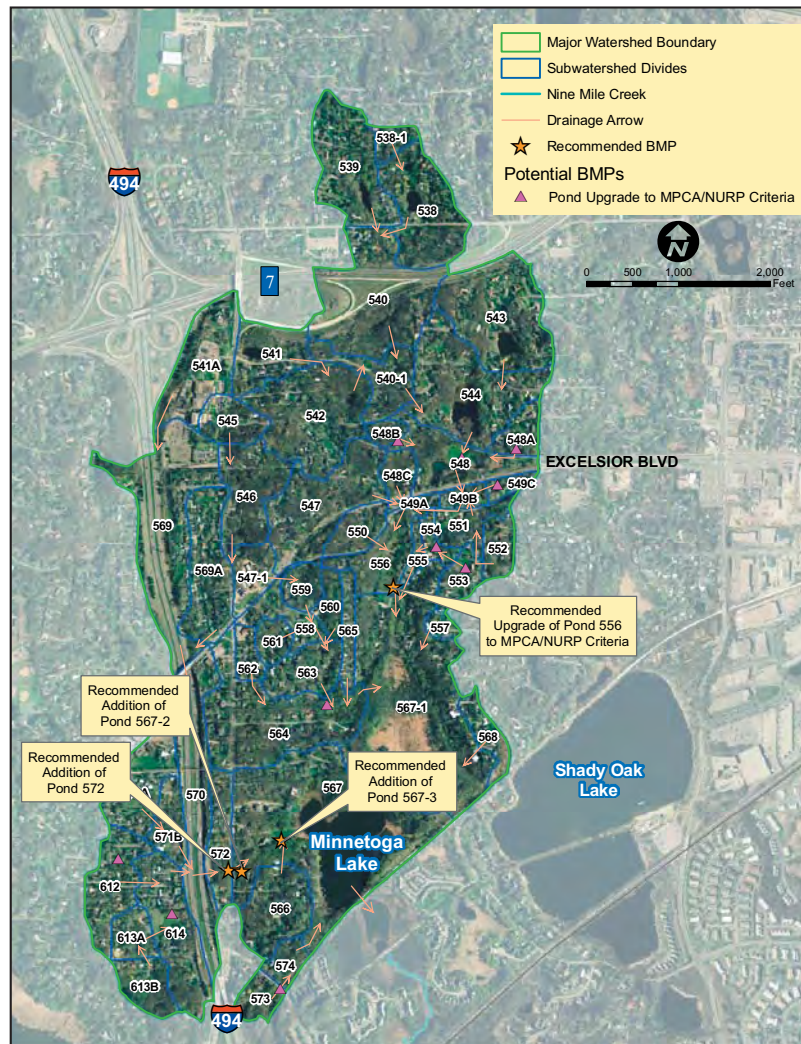 Major Watershed Boundary
Subwatershed Divides
Nine Mile Creek
Drainage Arrow
Recommended BMP
Potential BMPs
Pond Upgrade to MPCA/NURP Criteria
N
0 500 1,000 2,000
Feet
494
7
538-1
539
538
540
543
541
541A
540-1
544
542
545
548B
548A
EXCELSIOR BLVD
548
548C
549C
546
547
549A
549B
569
550
554
551
552
556
555
569A
547-1
559
553
560
558
565
557
561
562
563
Recommended
Upgrade of Pond 556
to MPCA/NURP Criteria
Recommended
Addition of
Pond 567-2
567-1
564
568
Recommended
Addition of
Pond 572
570
567
Recommended
Addition of
Pond 567-3
Shady Oak
Lake
571B
572
Minnetoga
Lake
612
566
613A
614
574
613B
573
494